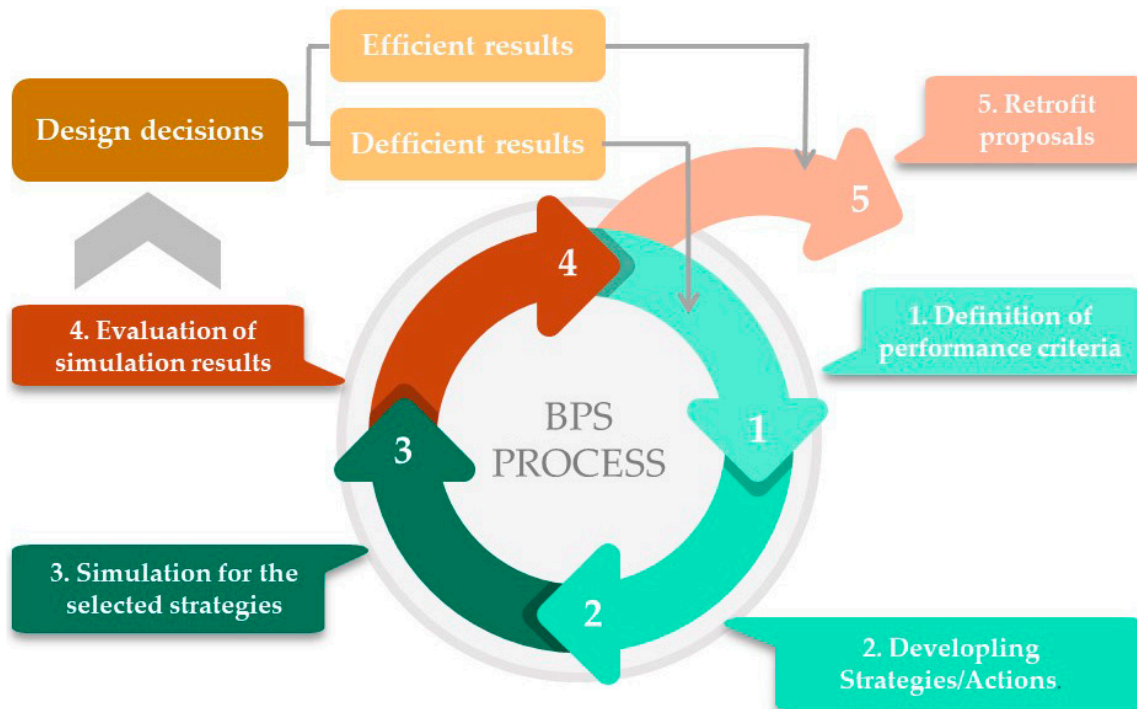 Efficient results
Design decisions
Defficient results
5. Retrofit
proposals
5
4
4. Evaluation of
simulation results
1. Definition of
performance criteria
BPS
PROCESS
1
3
3. Simulation for the
selected strategies
2
2. Developling
Strategies/Actions.